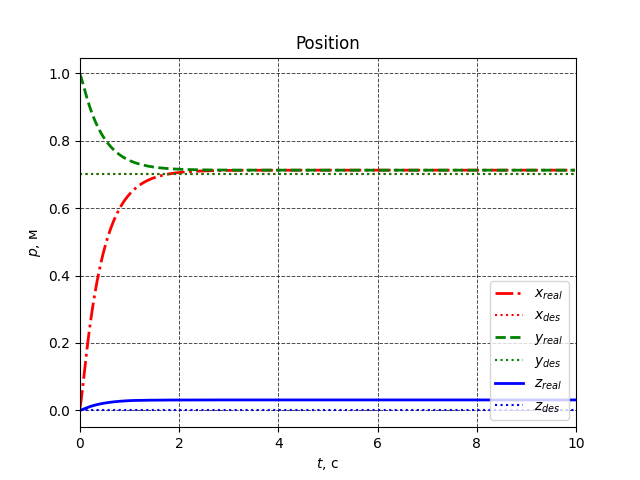 Position
1.0
0.8
0.6
0.4
0.2
0.0
p, м
0
2
4
6
8
10
t, с
x_real
x_des
y_real
y_des
z_real
z_des